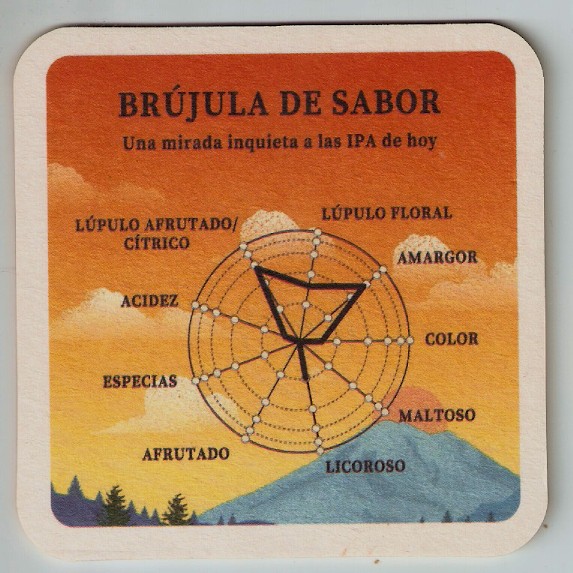 BRÚJULA DE SABOR
Una mirada inquieta a las IPA de hoy
LÚPULO FLORAL
LÚPULO AFRUTADO/
CÍTRICO
AMARGOR
ACIDEZ
COLOR
ESPECIAS
MALTOSO
AFRUTADO
LICOROSO